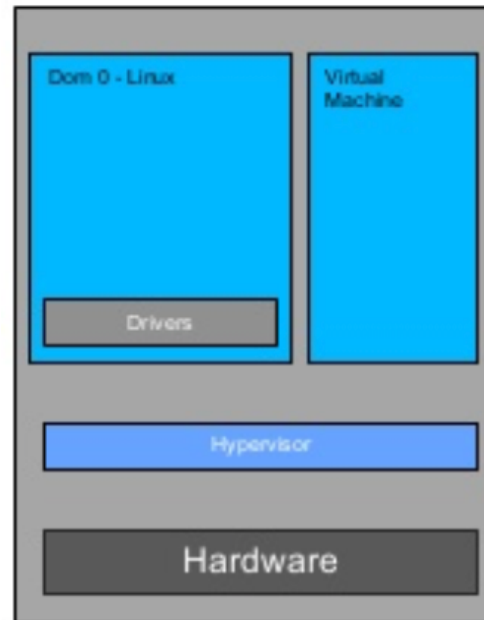 Dom 0 - Linux
Virtual
Machine
Drivers
Hypervisor
Hardware